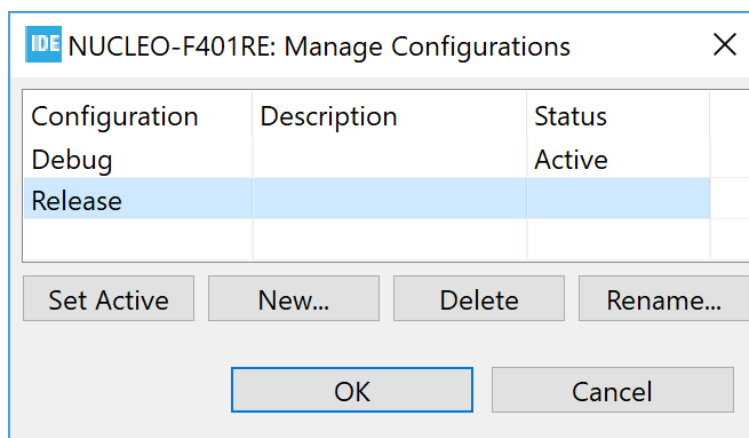 IDE NUCLEO-F401RE: Manage Configurations
Configuration Description Status
Debug Active
Release
Set Active New... Delete Rename...
OK Cancel